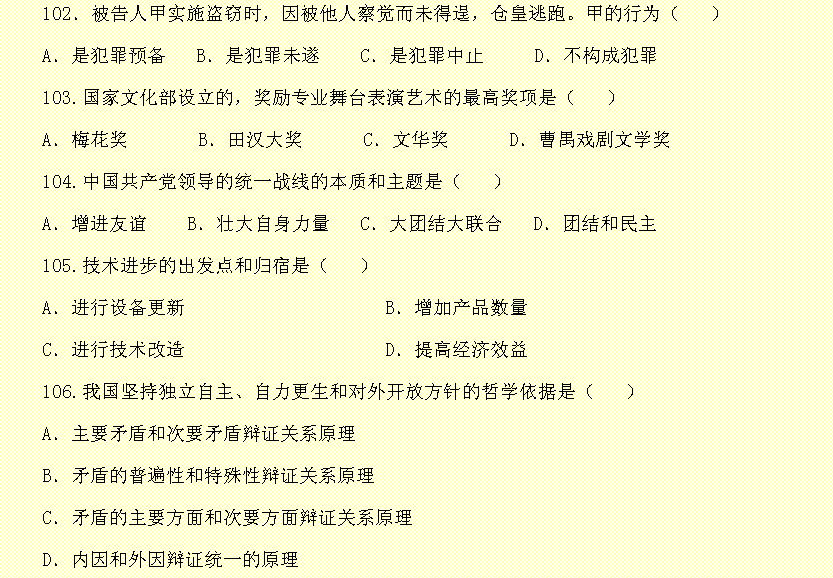 102. 被告人甲实施盗窃时，因被他人察觉而未得逞，仓皇逃跑。甲的行为（   ）
A. 是犯罪预备   B. 是犯罪未遂   C. 是犯罪中止   D. 不构成犯罪
103. 国家文化部设立的，奖励专业舞台表演艺术的最高奖项是（   ）
A. 梅花奖   B. 田汉大奖   C. 文华奖   D. 曹禺戏剧文学奖
104. 中国共产党领导的统一战线的本质和主题是（   ）
A. 增进友谊   B. 壮大自身力量   C. 大团结大联合   D. 团结和民主
105. 技术进步的出发点和归宿是（   ）
A. 进行设备更新   B. 增加产品数量
C. 进行技术改造   D. 提高经济效益
106. 我国坚持独立自主、自力更生和对外开放方针的哲学依据是（   ）
A. 主要矛盾和次要矛盾辩证关系原理
B. 矛盾的普遍性和特殊性辩证关系原理
C. 矛盾的主要方面和次要方面辩证关系原理
D. 内因和外因辩证统一的原理